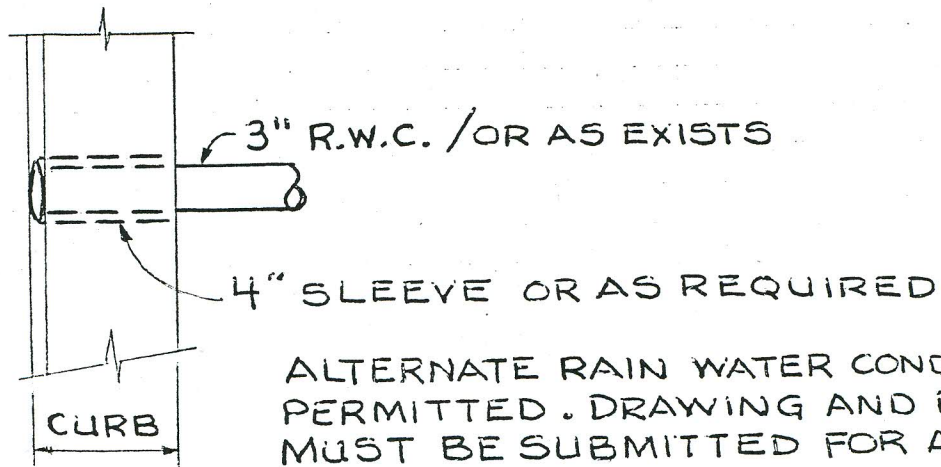 3" R.W.C. / OR AS EXISTS
4" SLEEVE OR AS REQUIRED
ALTERNATE RAIN WATER
PERMITTED. DRAWING AND
CURB
MUST BE SUBMITTED FOR